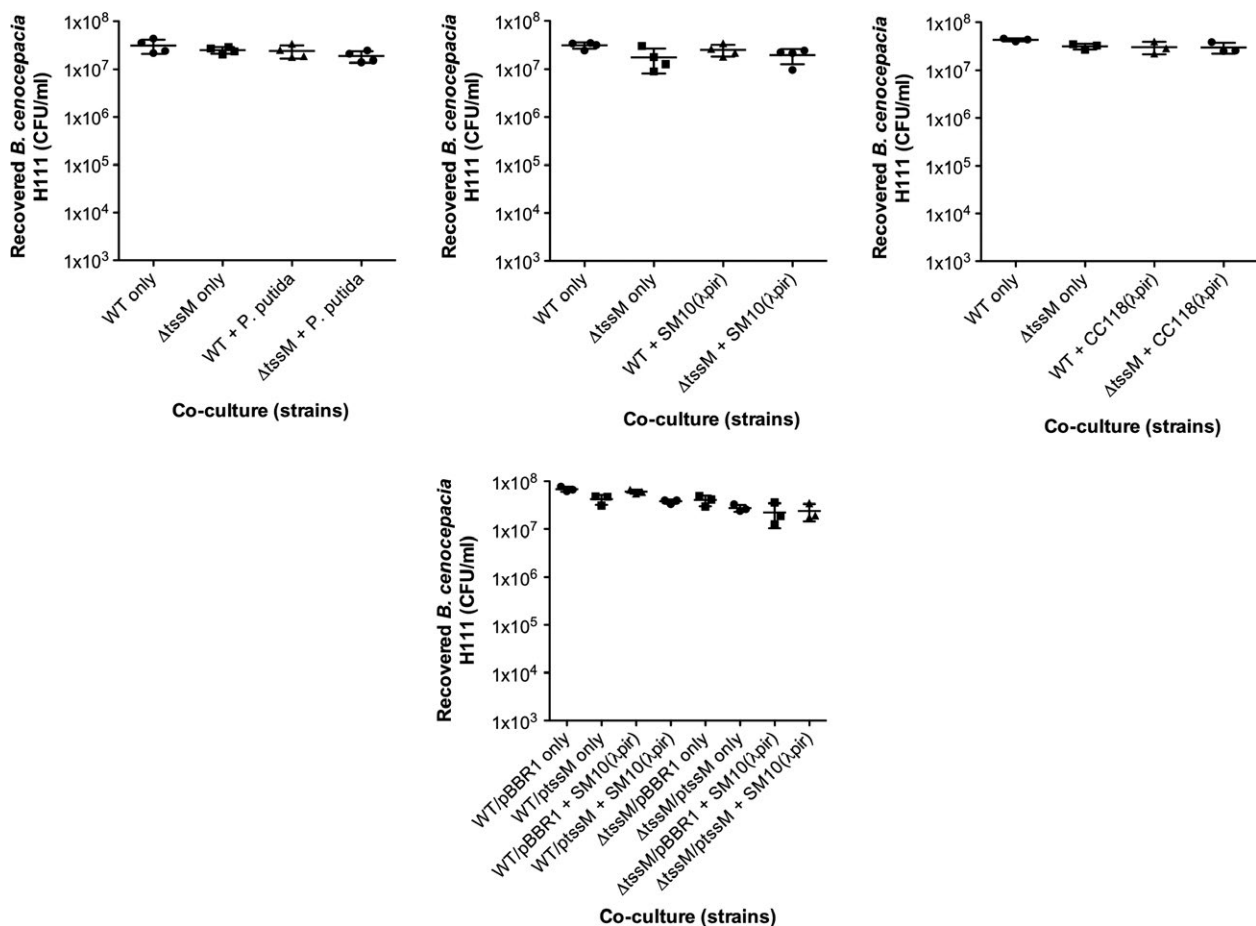 Recovered B. cenocepacia
H111 (CFU/ml)
1x10⁸
1x10⁷
1x10⁶
1x10⁵
1x10⁴
1x10³
WT only
ΔtssM only
WT + P. putida
ΔtssM + P. putida
Co-culture (strains)
Recovered B. cenocepacia
H111 (CFU/ml)
1x10⁸
1x10⁷
1x10⁶
1x10⁵
1x10⁴
1x10³
WT only
ΔtssM only
WT + SM10(λpir)
ΔtssM + SM10(λpir)
Co-culture (strains)
Recovered B. cenocepacia
H111 (CFU/ml)
1x10⁸
1x10⁷
1x10⁶
1x10⁵
1x10⁴
1x10³
WT only
ΔtssM only
WT + CC118(λpir)
ΔtssM + CC118(λpir)
Co-culture (strains)
Recovered B. cenocepacia
H111 (CFU/ml)
1x10⁸
1x10⁷
1x10⁶
1x10⁵
1x10⁴
1x10³
WT/pBBR1 only
WT/ptssM only
WT/pBBR1 + SM10(λpir)
WT/ptssM + SM10(λpir)
ΔtssM/pBBR1 only
ΔtssM/ptssM only
ΔtssM/pBBR1 + SM10(λpir)
ΔtssM/ptssM + SM10(λpir)
Co-culture (strains)